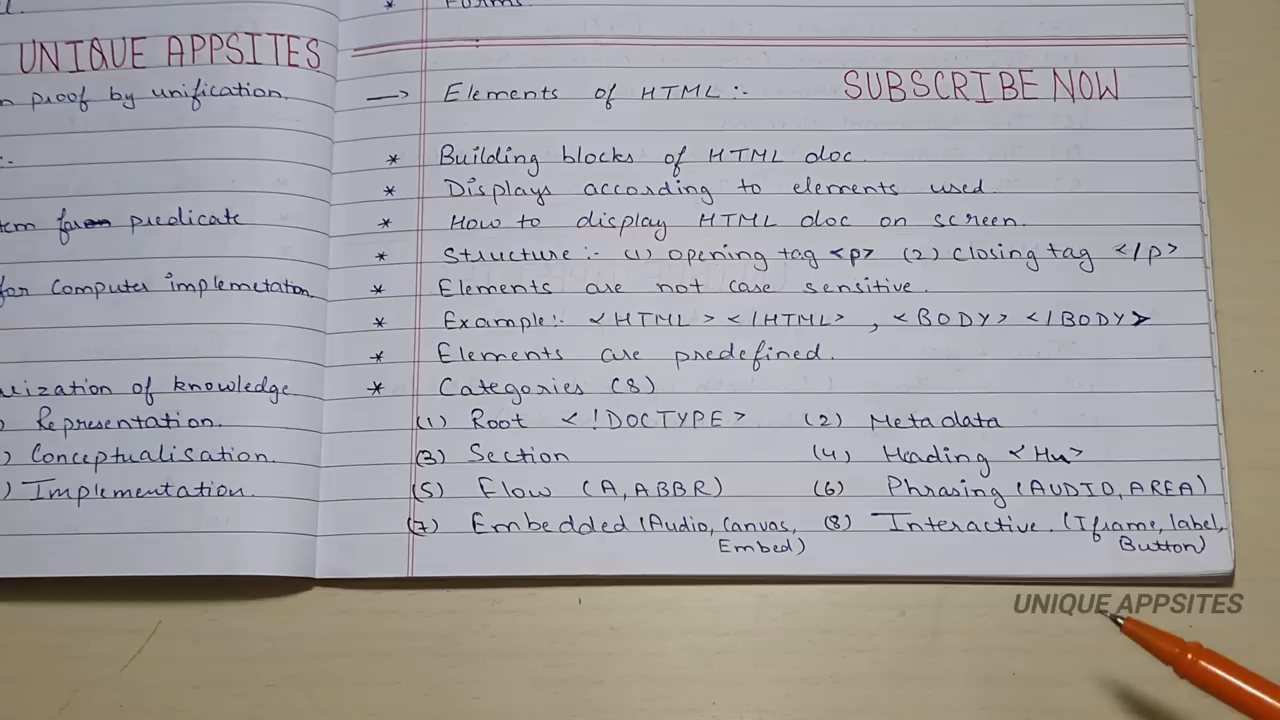 UNIQUE APPSITES
proof by unification.
predicate
for Computer implemetation.
of knowledge
Representation.
Conceptualisation.
Implementation.
* Forms.
→ Elements of HTML:-
SUBSCRIBE NOW
* Building blocks of HTML doc.
* Displays according to elements used.
* How to display HTML doc on screen.
* Structure:- (1) opening tag <p> (2) closing tag </p>
* Elements are not case sensitive.
* Example:- <HTML> </HTML>, <BODY> </BODY>
* Elements are predefined.
* Categories (8)
(1) Root <!DOCTYPE> (2) Metadata
(3) Section (4) Heading <Hn>
(5) Flow (A, ABBR) (6) Phrasing (AUDIO, AREA)
(7) Embedded (Audio, Canvas, (8) Interactive. (Iframe, label,
Embed) Button)
UNIQUE APPSITES